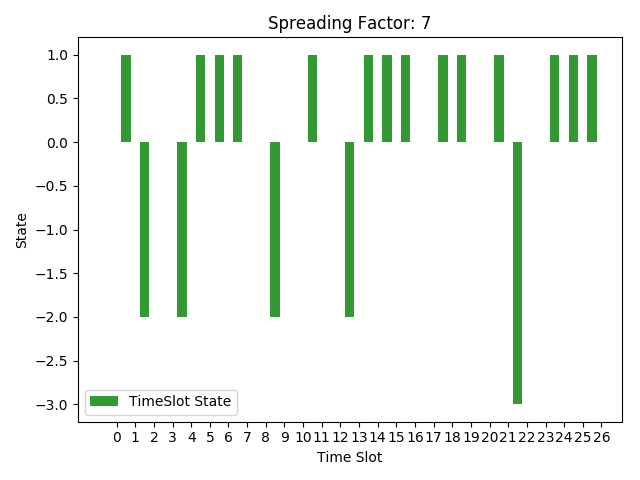 Spreading Factor: 7
1.0
0.5
0.0
−0.5
−1.0
−1.5
−2.0
−2.5
−3.0
State
TimeSlot State
0 1 2 3 4 5 6 7 8 9 10 11 12 13 14 15 16 17 18 19 20 21 22 23 24 25 26
Time Slot